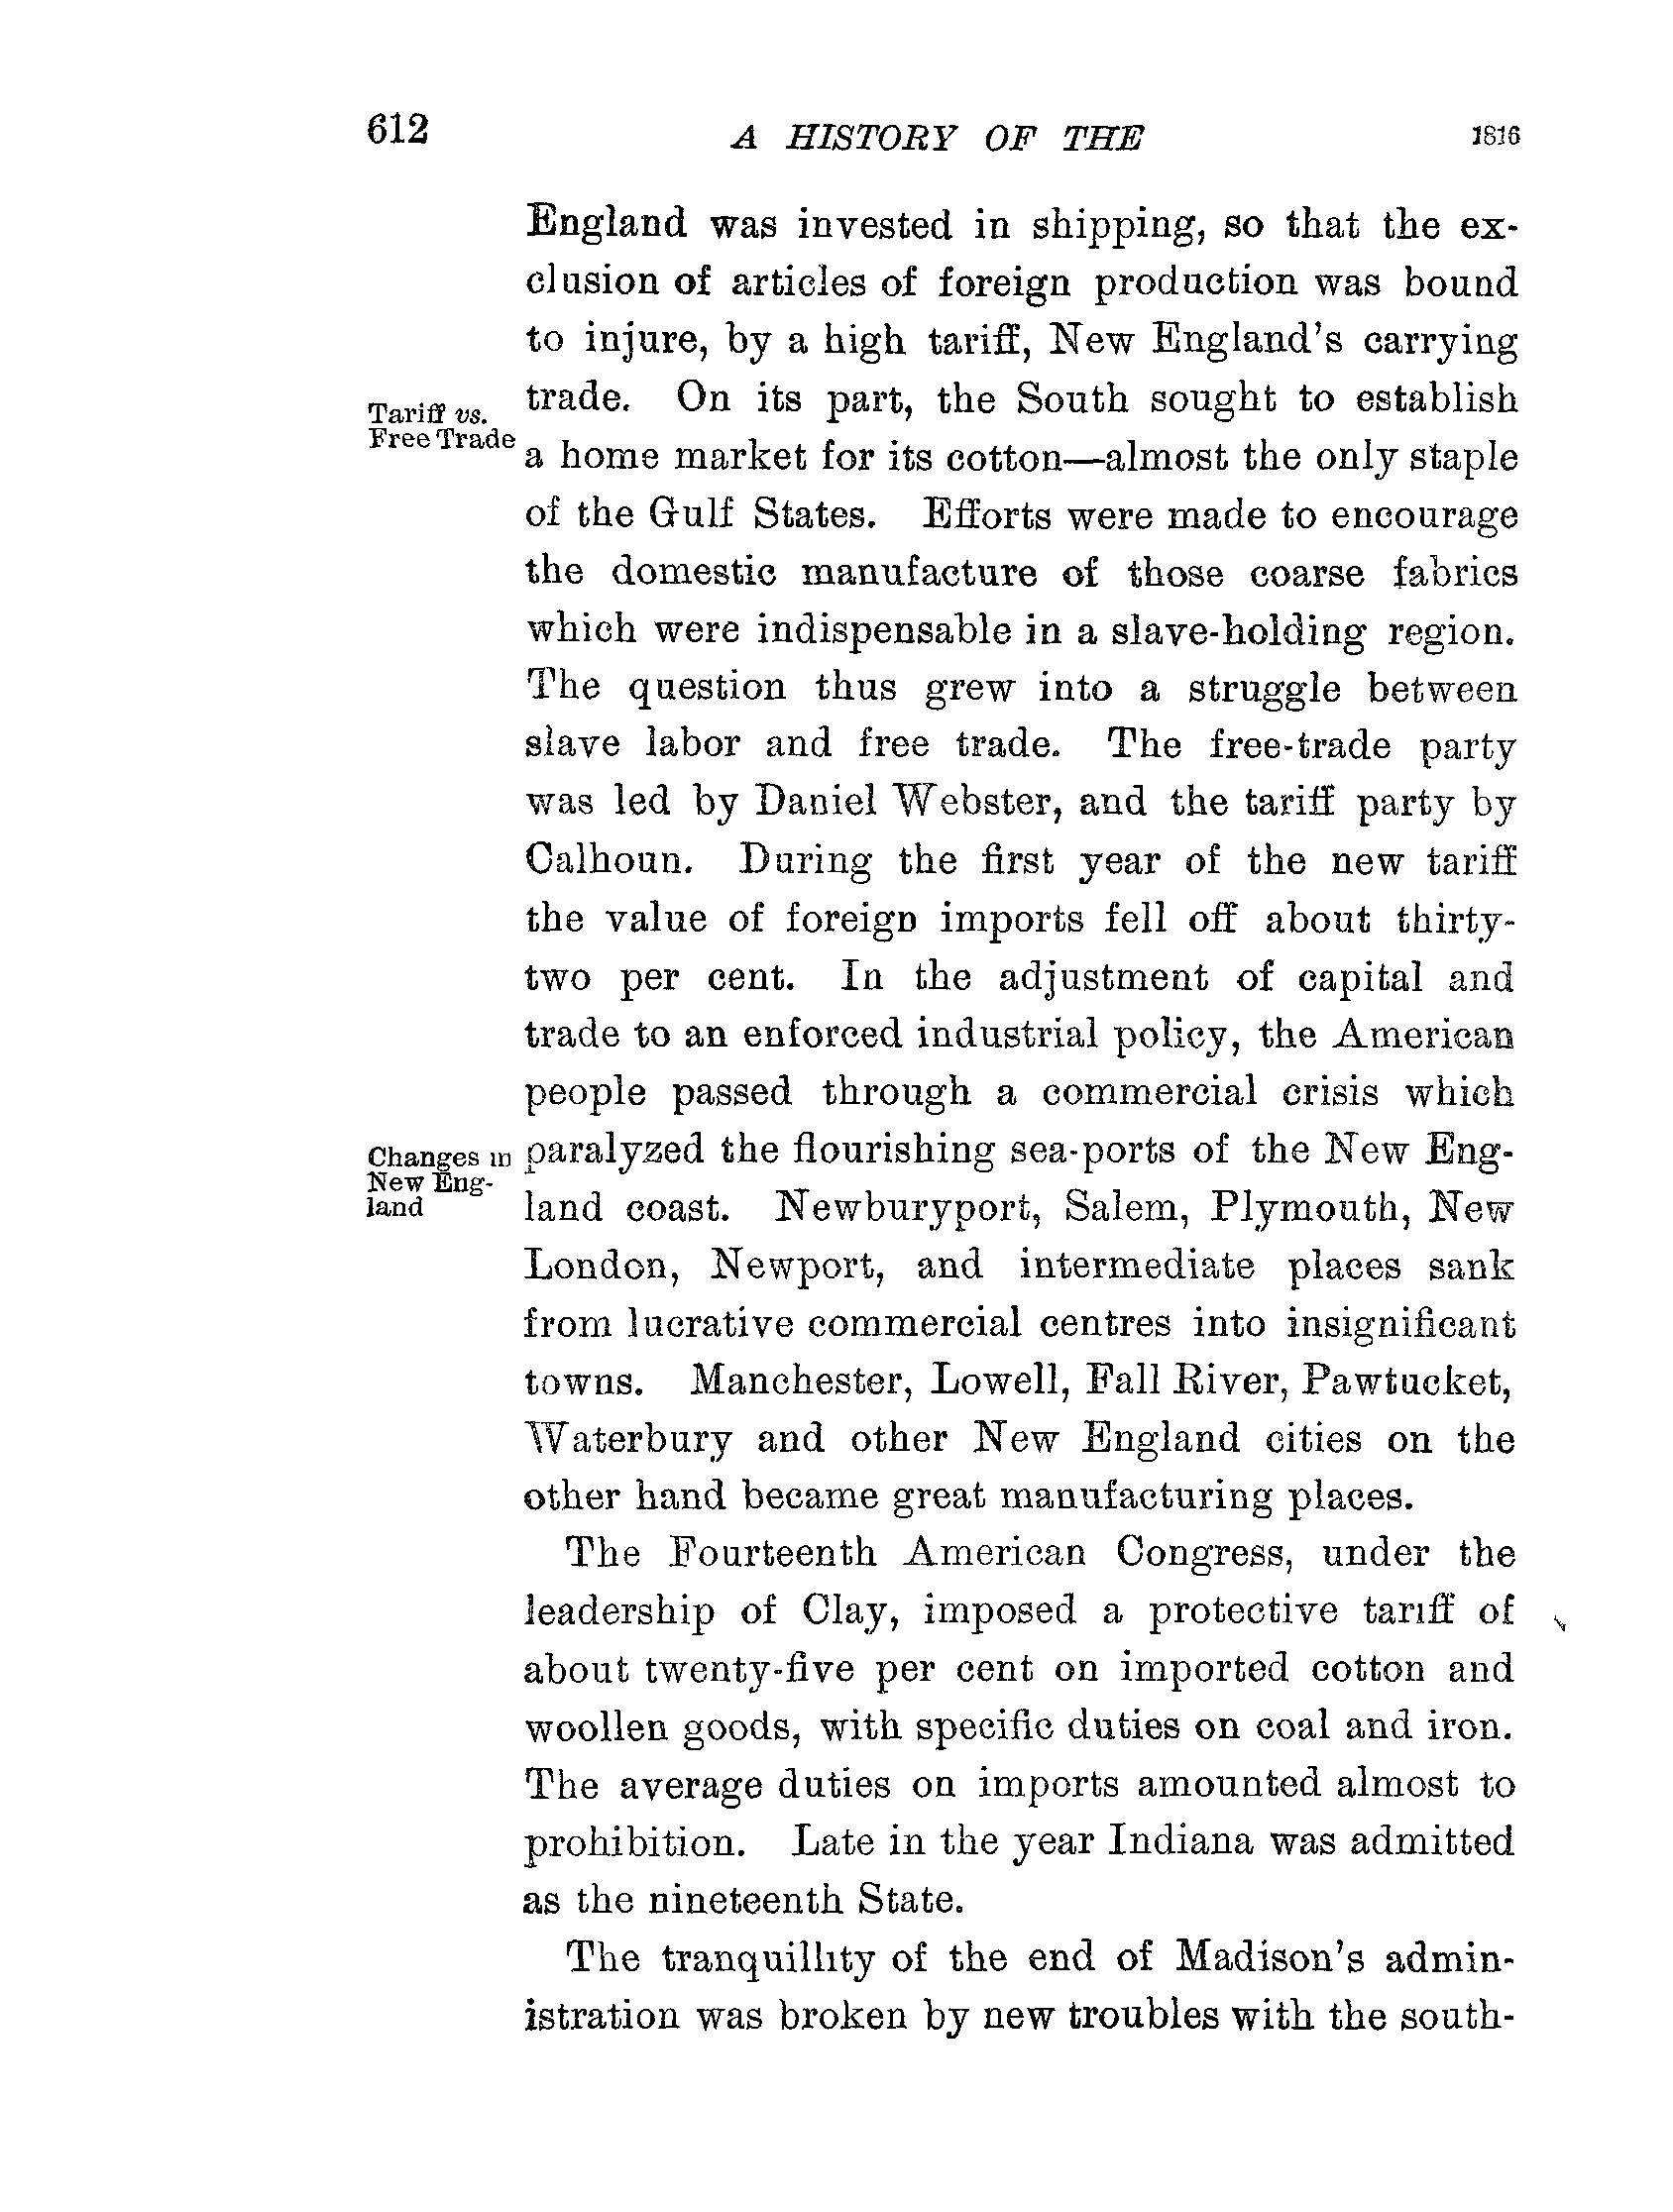 612
A HISTORY OF THE
1816
England was invested in shipping, so that the ex-
clusion of articles of foreign production was bound
to injure, by a high tariff, New England's carrying
trade. On its part, the South sought to establish
Tariff vs.
Free Trade
a home market for its cotton—almost the only staple
of the Gulf States. Efforts were made to encourage
the domestic manufacture of those coarse fabrics
which were indispensable in a slave-holding region.
The question thus grew into a struggle between
slave labor and free trade. The free-trade party
was led by Daniel Webster, and the tariff party by
Calhoun. During the first year of the new tariff
the value of foreign imports fell off about thirty-
two per cent. In the adjustment of capital and
trade to an enforced industrial policy, the American
people passed through a commercial crisis which
Changes in
New Eng-
land
paralyzed the flourishing sea-ports of the New Eng-
land coast. Newburyport, Salem, Plymouth, New
London, Newport, and intermediate places sank
from lucrative commercial centres into insignificant
towns. Manchester, Lowell, Fall River, Pawtucket,
Waterbury and other New England cities on the
other hand became great manufacturing places.
The Fourteenth American Congress, under the
leadership of Clay, imposed a protective tariff of
about twenty-five per cent on imported cotton and
woollen goods, with specific duties on coal and iron.
The average duties on imports amounted almost to
prohibition. Late in the year Indiana was admitted
as the nineteenth State.
The tranquillity of the end of Madison's admin-
istration was broken by new troubles with the south-